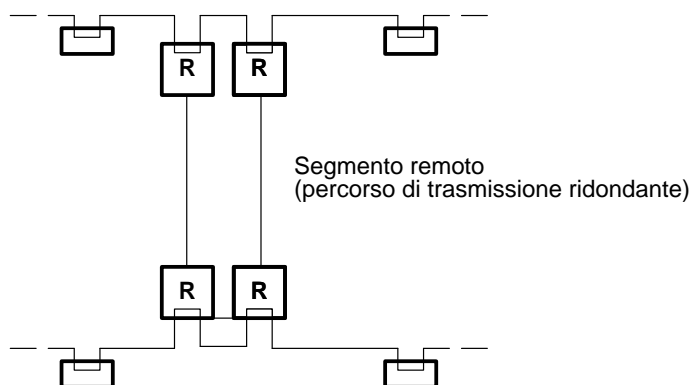 R R
Segmento remoto
(percorso di trasmissione ridondante)
R R